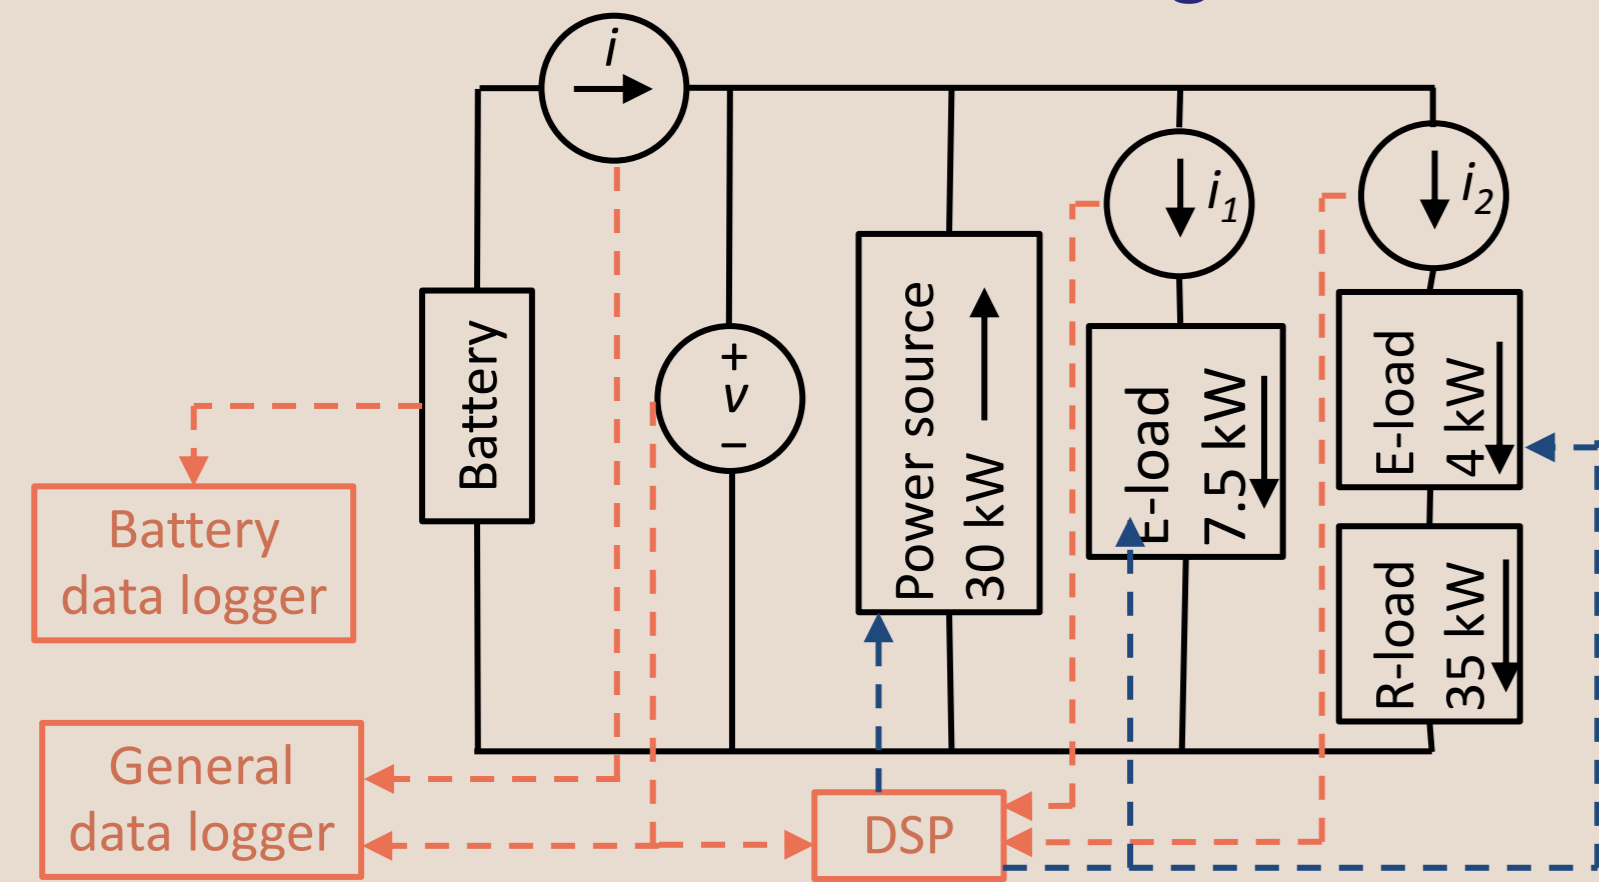 i
i1
i2
+
v
–
Battery
Power source
30 kW
E-load
7.5 kW
E-load
4 kW
R-load
35 kW
Battery
data logger
General
data logger
DSP